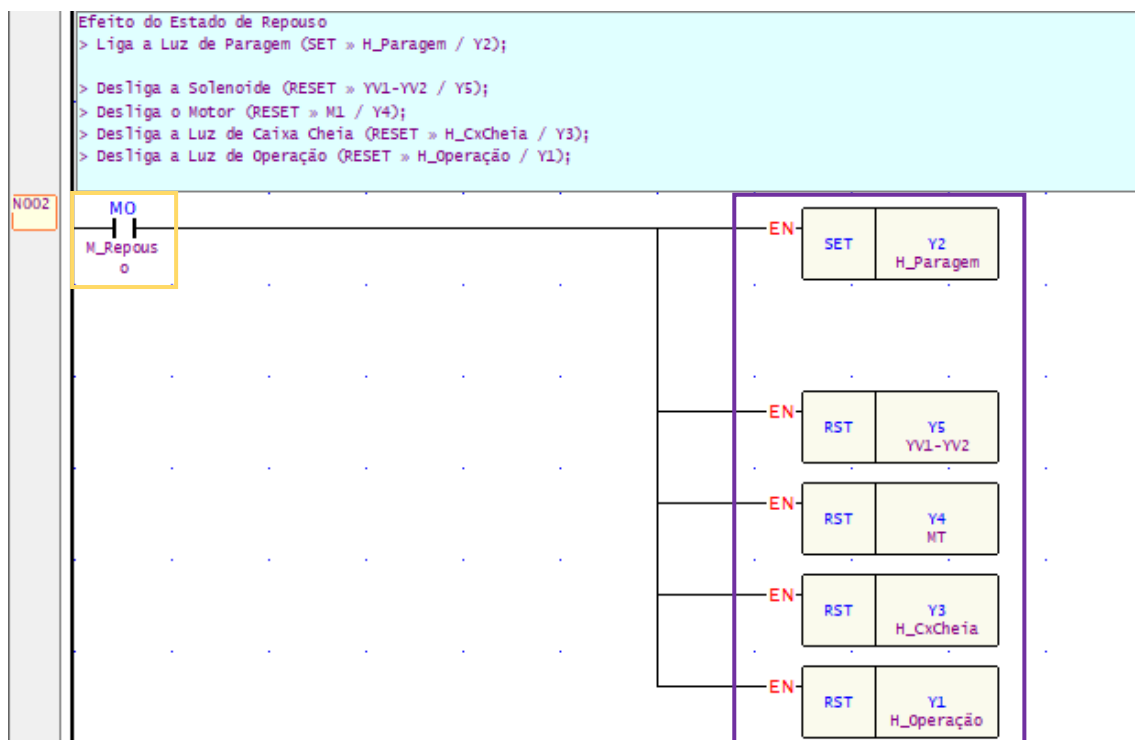 Efeito do Estado de Repouso
> Liga a Luz de Paragem (SET » H_Paragem / Y2);
> Desliga a Solenoide (RESET » YV1-YV2 / Y5);
> Desliga o Motor (RESET » M1 / Y4);
> Desliga a Luz de Caixa Cheia (RESET » H_CxCheia / Y3);
> Desliga a Luz de Operação (RESET » H_Operação / Y1);
N002
M0
M_Repous
o
EN
SET
Y2
H_Paragem
EN
RST
Y5
YV1-YV2
EN
RST
Y4
MT
EN
RST
Y3
H_CxCheia
EN
RST
Y1
H_Operação